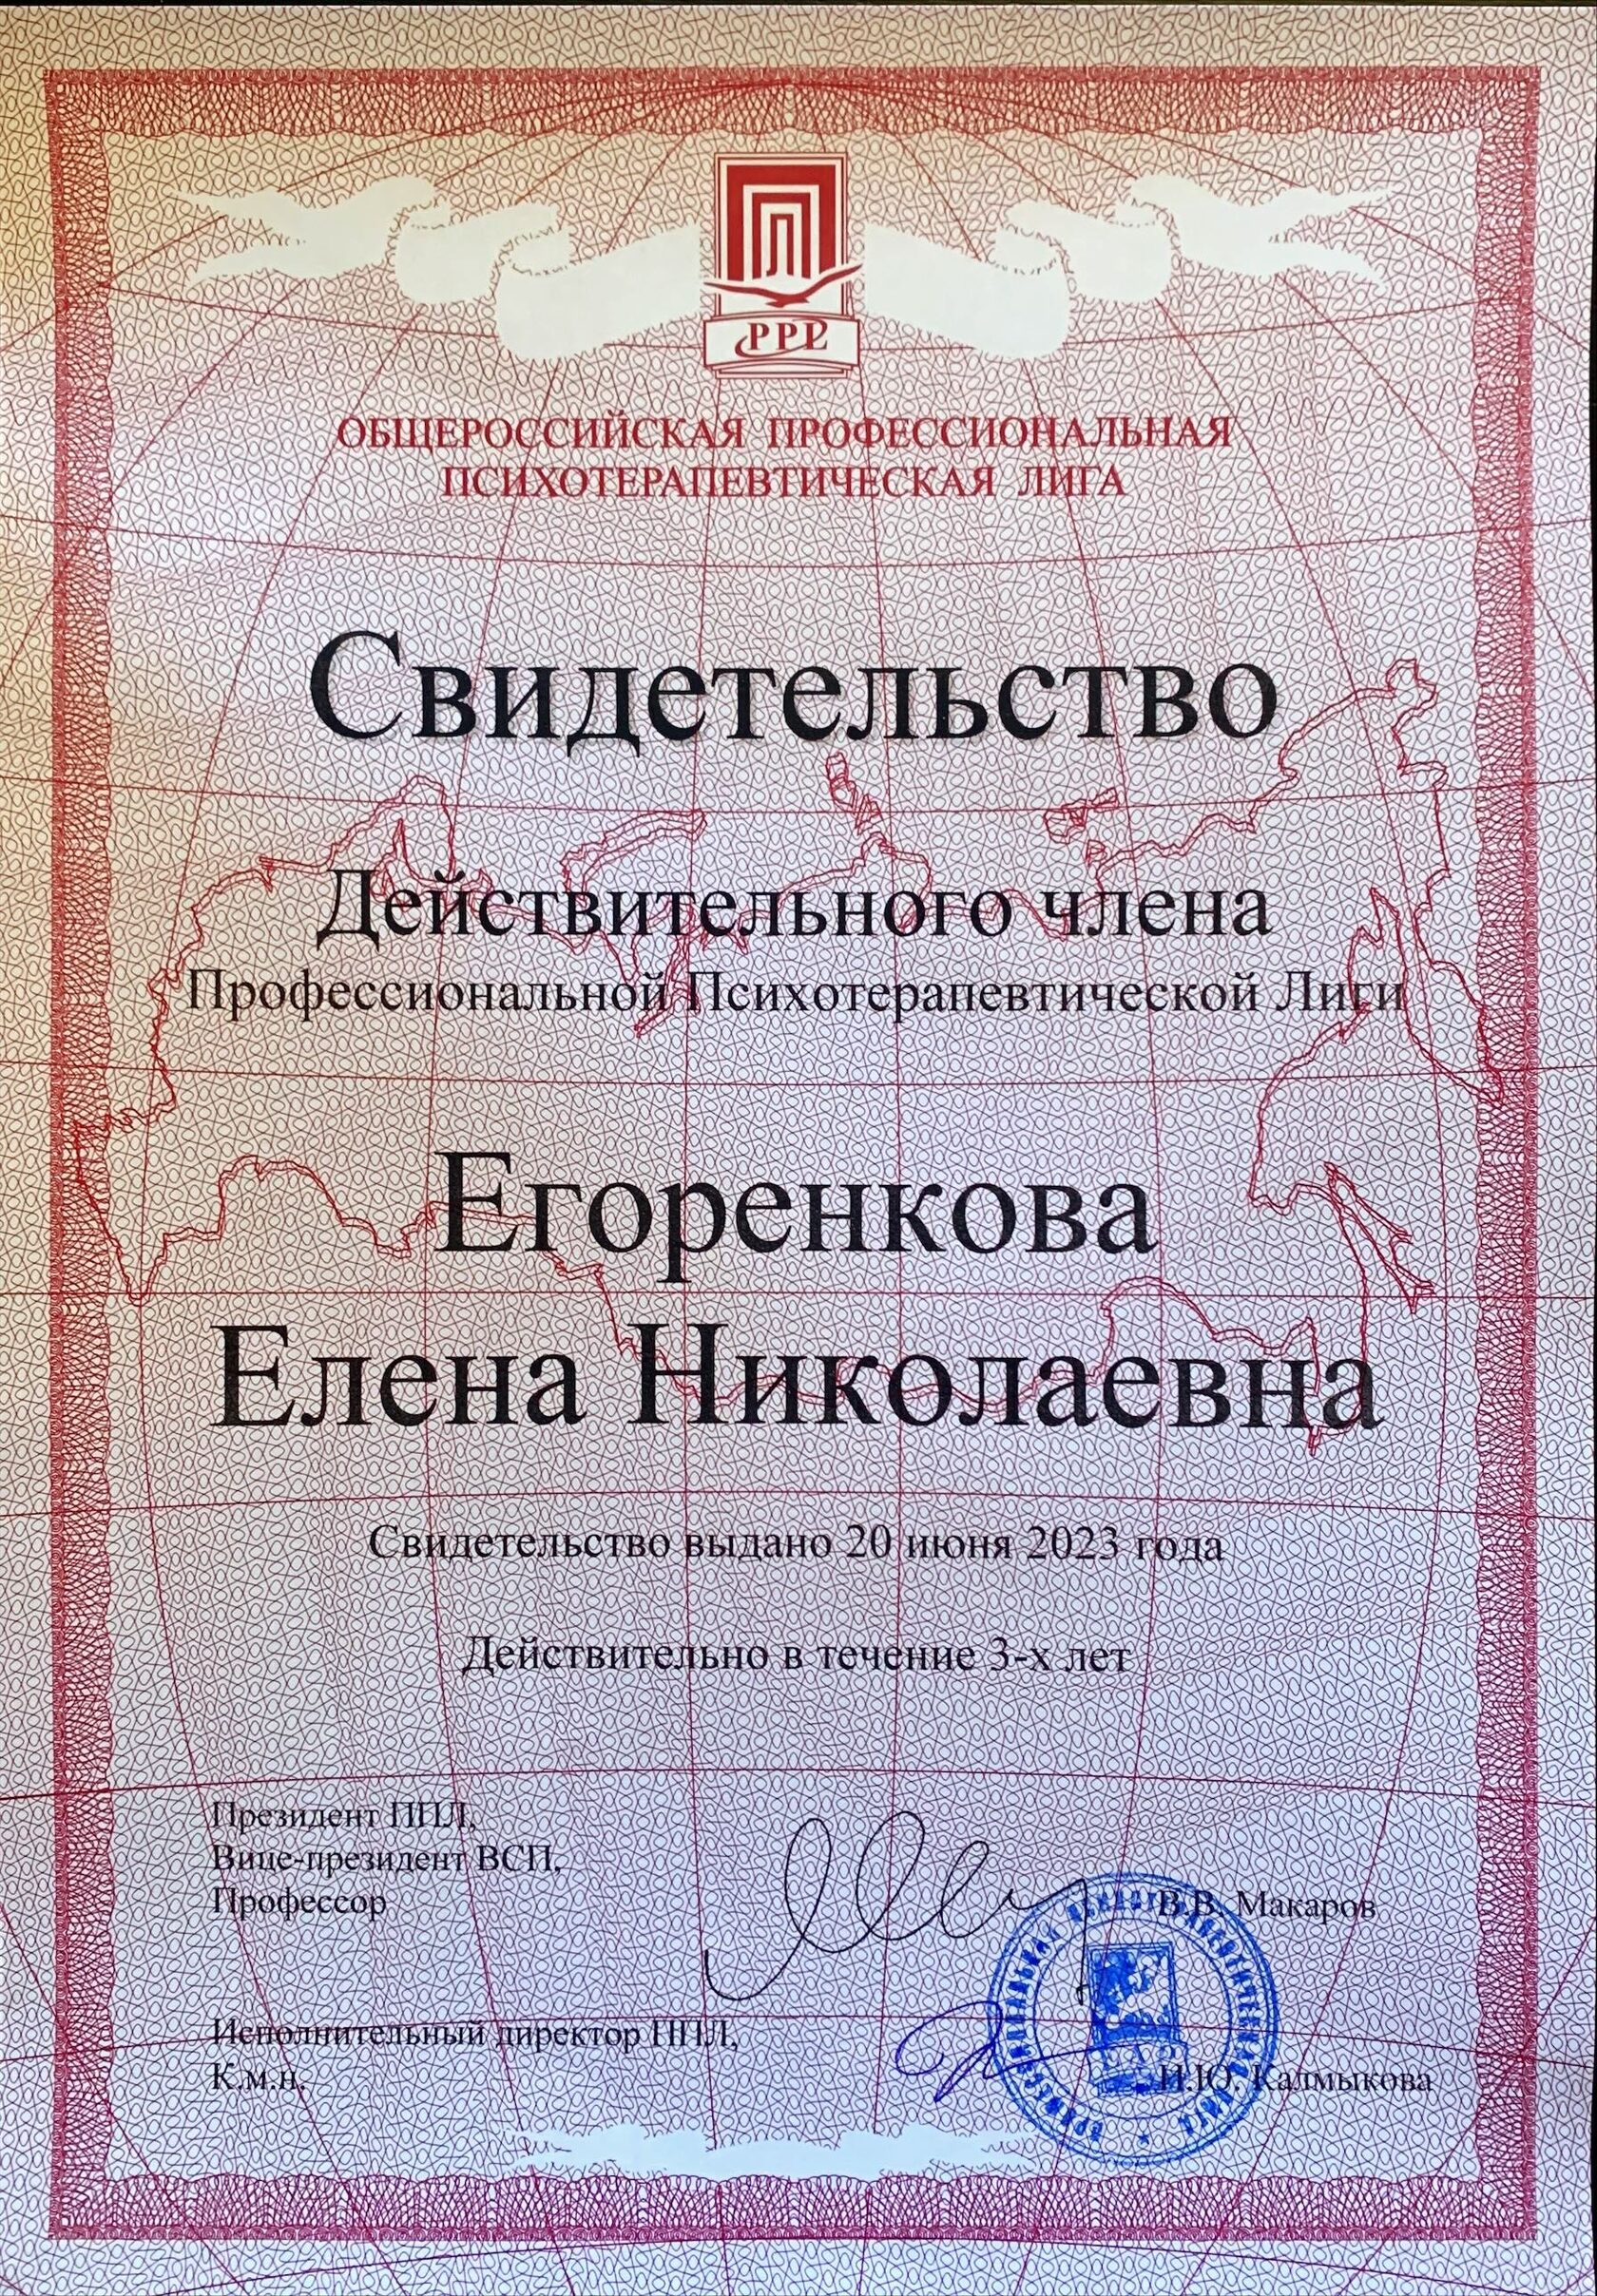 РРL
ОБЩЕРОССИЙСКАЯ ПРОФЕССИОНАЛЬНАЯ
ПСИХОТЕРАПЕВТИЧЕСКАЯ ЛИГА
Свидетельство
Действительного члена
Профессиональной Психотерапевтической Лиги
Егоренкова
Елена Николаевна
Свидетельство выдано 20 июня 2023 года
Действительно в течение 3-х лет
Президент ППЛ,
Вице-президент ВСП,
Профессор
В.В. Макаров
Исполнительный директор ППЛ,
К.м.н.
И.Ю. Калмыкова